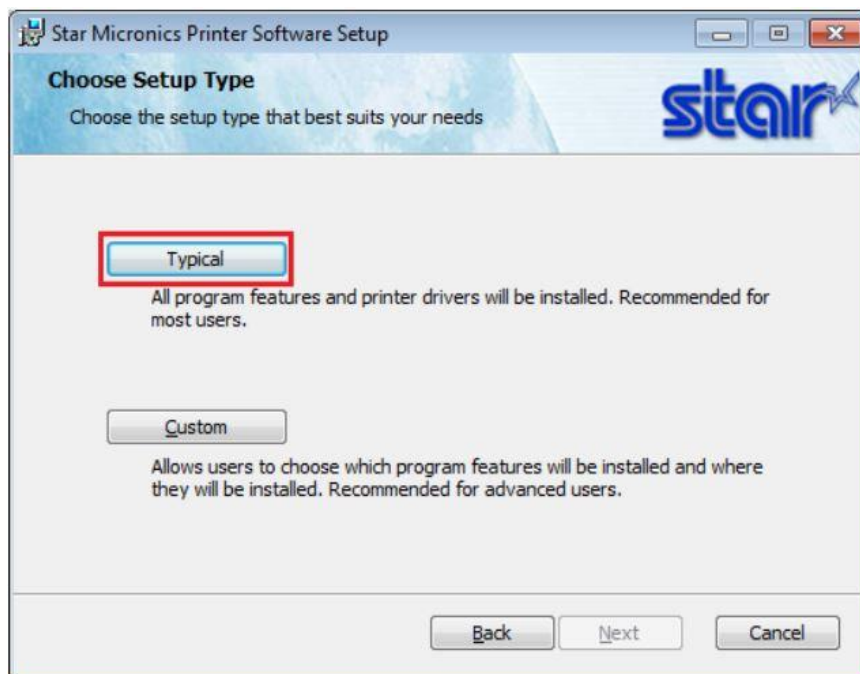 Star Micronics Printer Software Setup
Choose Setup Type
Choose the setup type that best suits your needs
star
Typical
All program features and printer drivers will be installed. Recommended for
most users.
Custom
Allows users to choose which program features will be installed and where
they will be installed. Recommended for advanced users.
Back
Next
Cancel